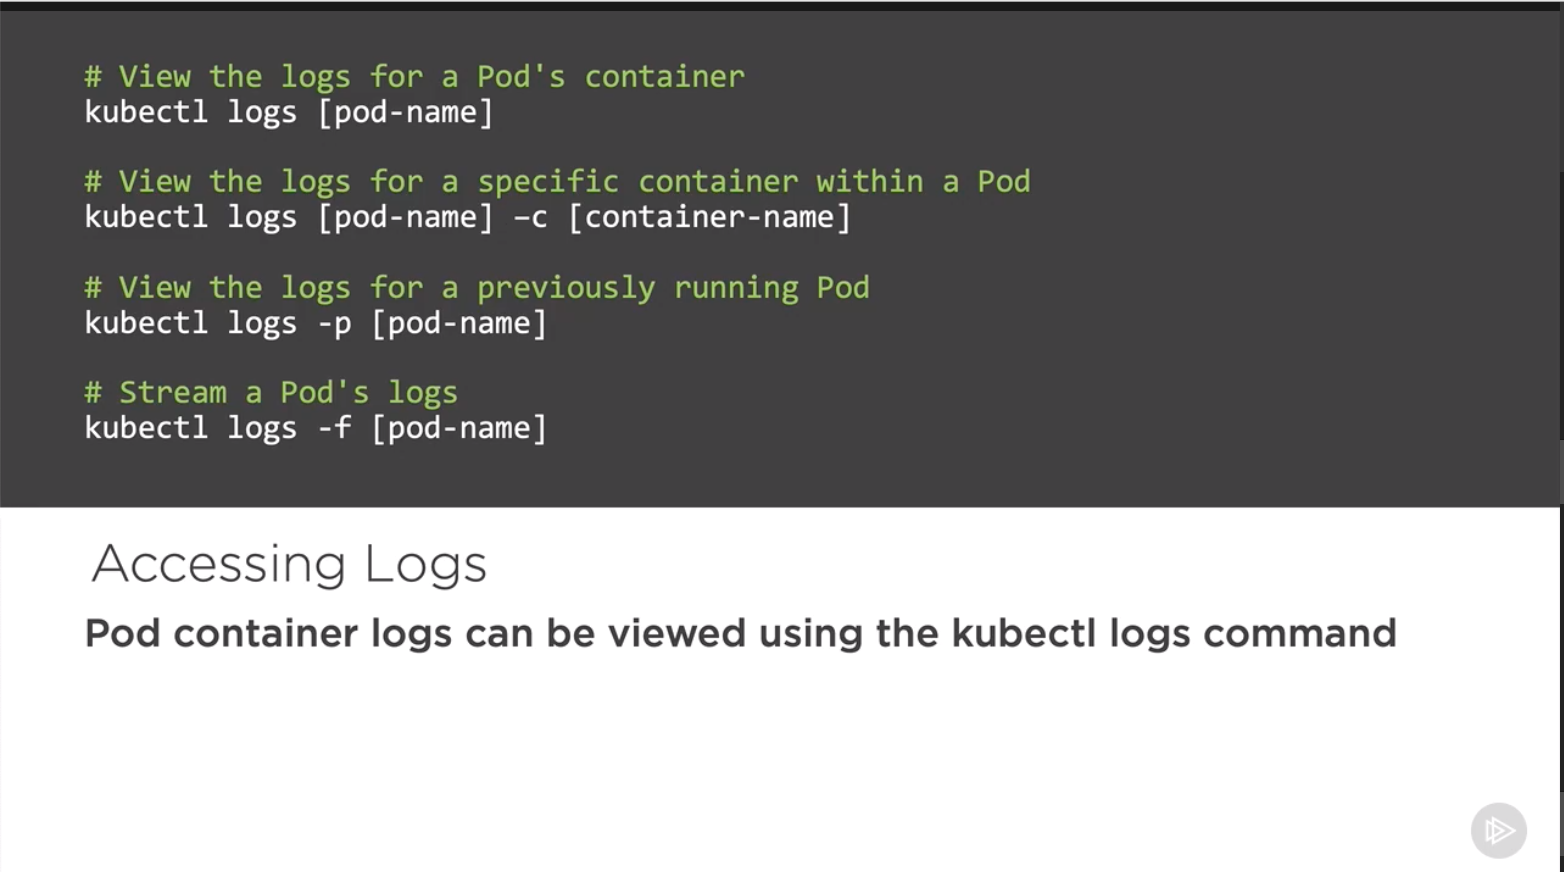 # View the logs for a Pod's container
kubectl logs [pod-name]
# View the logs for a specific container within a Pod
kubectl logs [pod-name] –c [container-name]
# View the logs for a previously running Pod
kubectl logs -p [pod-name]
# Stream a Pod's logs
kubectl logs -f [pod-name]
Accessing Logs
Pod container logs can be viewed using the kubectl logs command